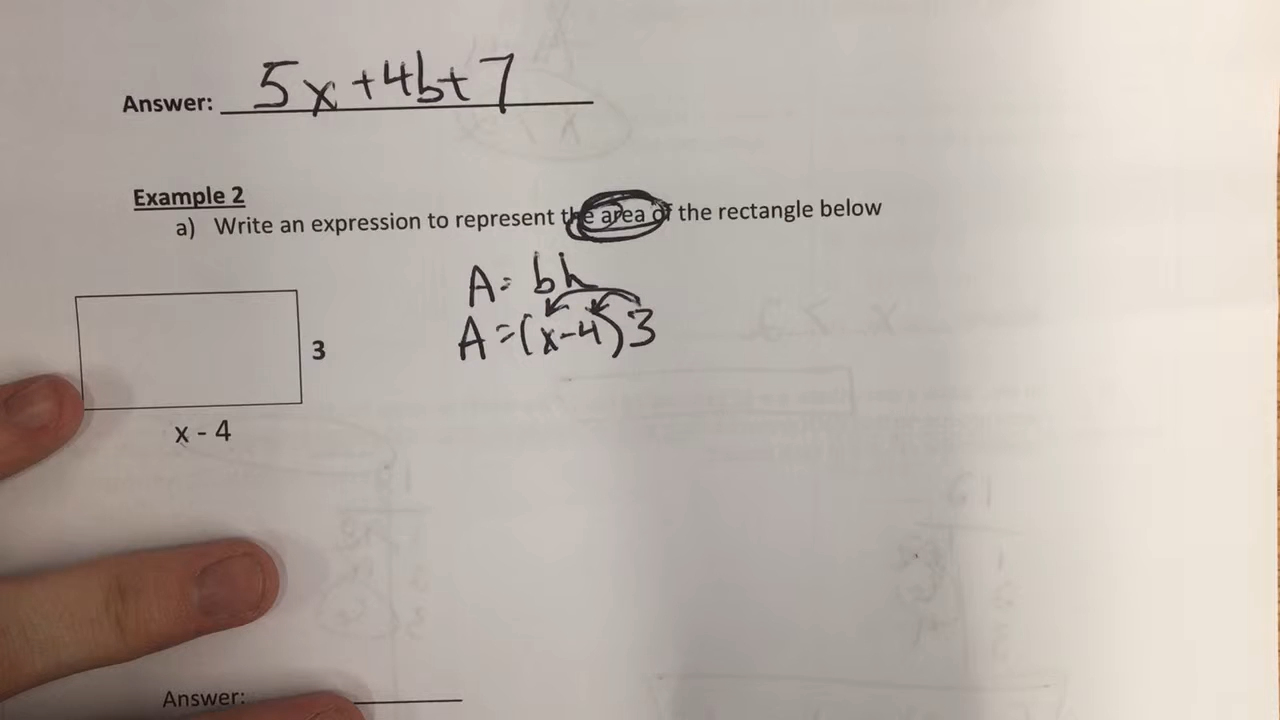 Answer: 5x+4b+7
Example 2
a) Write an expression to represent the area of the rectangle below
A= bh
A=(x-4)3
3
x - 4
Answer: